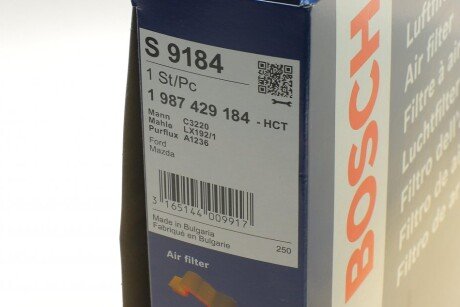 S 9184
1 St/Pc
1 987 429 184 - HCT
Mann C3220
Mahle LX192/1
Purflux A1236
Ford
Mazda
3 165144 009917
Made in Bulgaria
Fabriqué en Bulgarie
250
Air filter
BOSCH
Luftfilter
Air filter
Filtre à air
Luchtfilter
Filtro de
Filtro de
Filtro